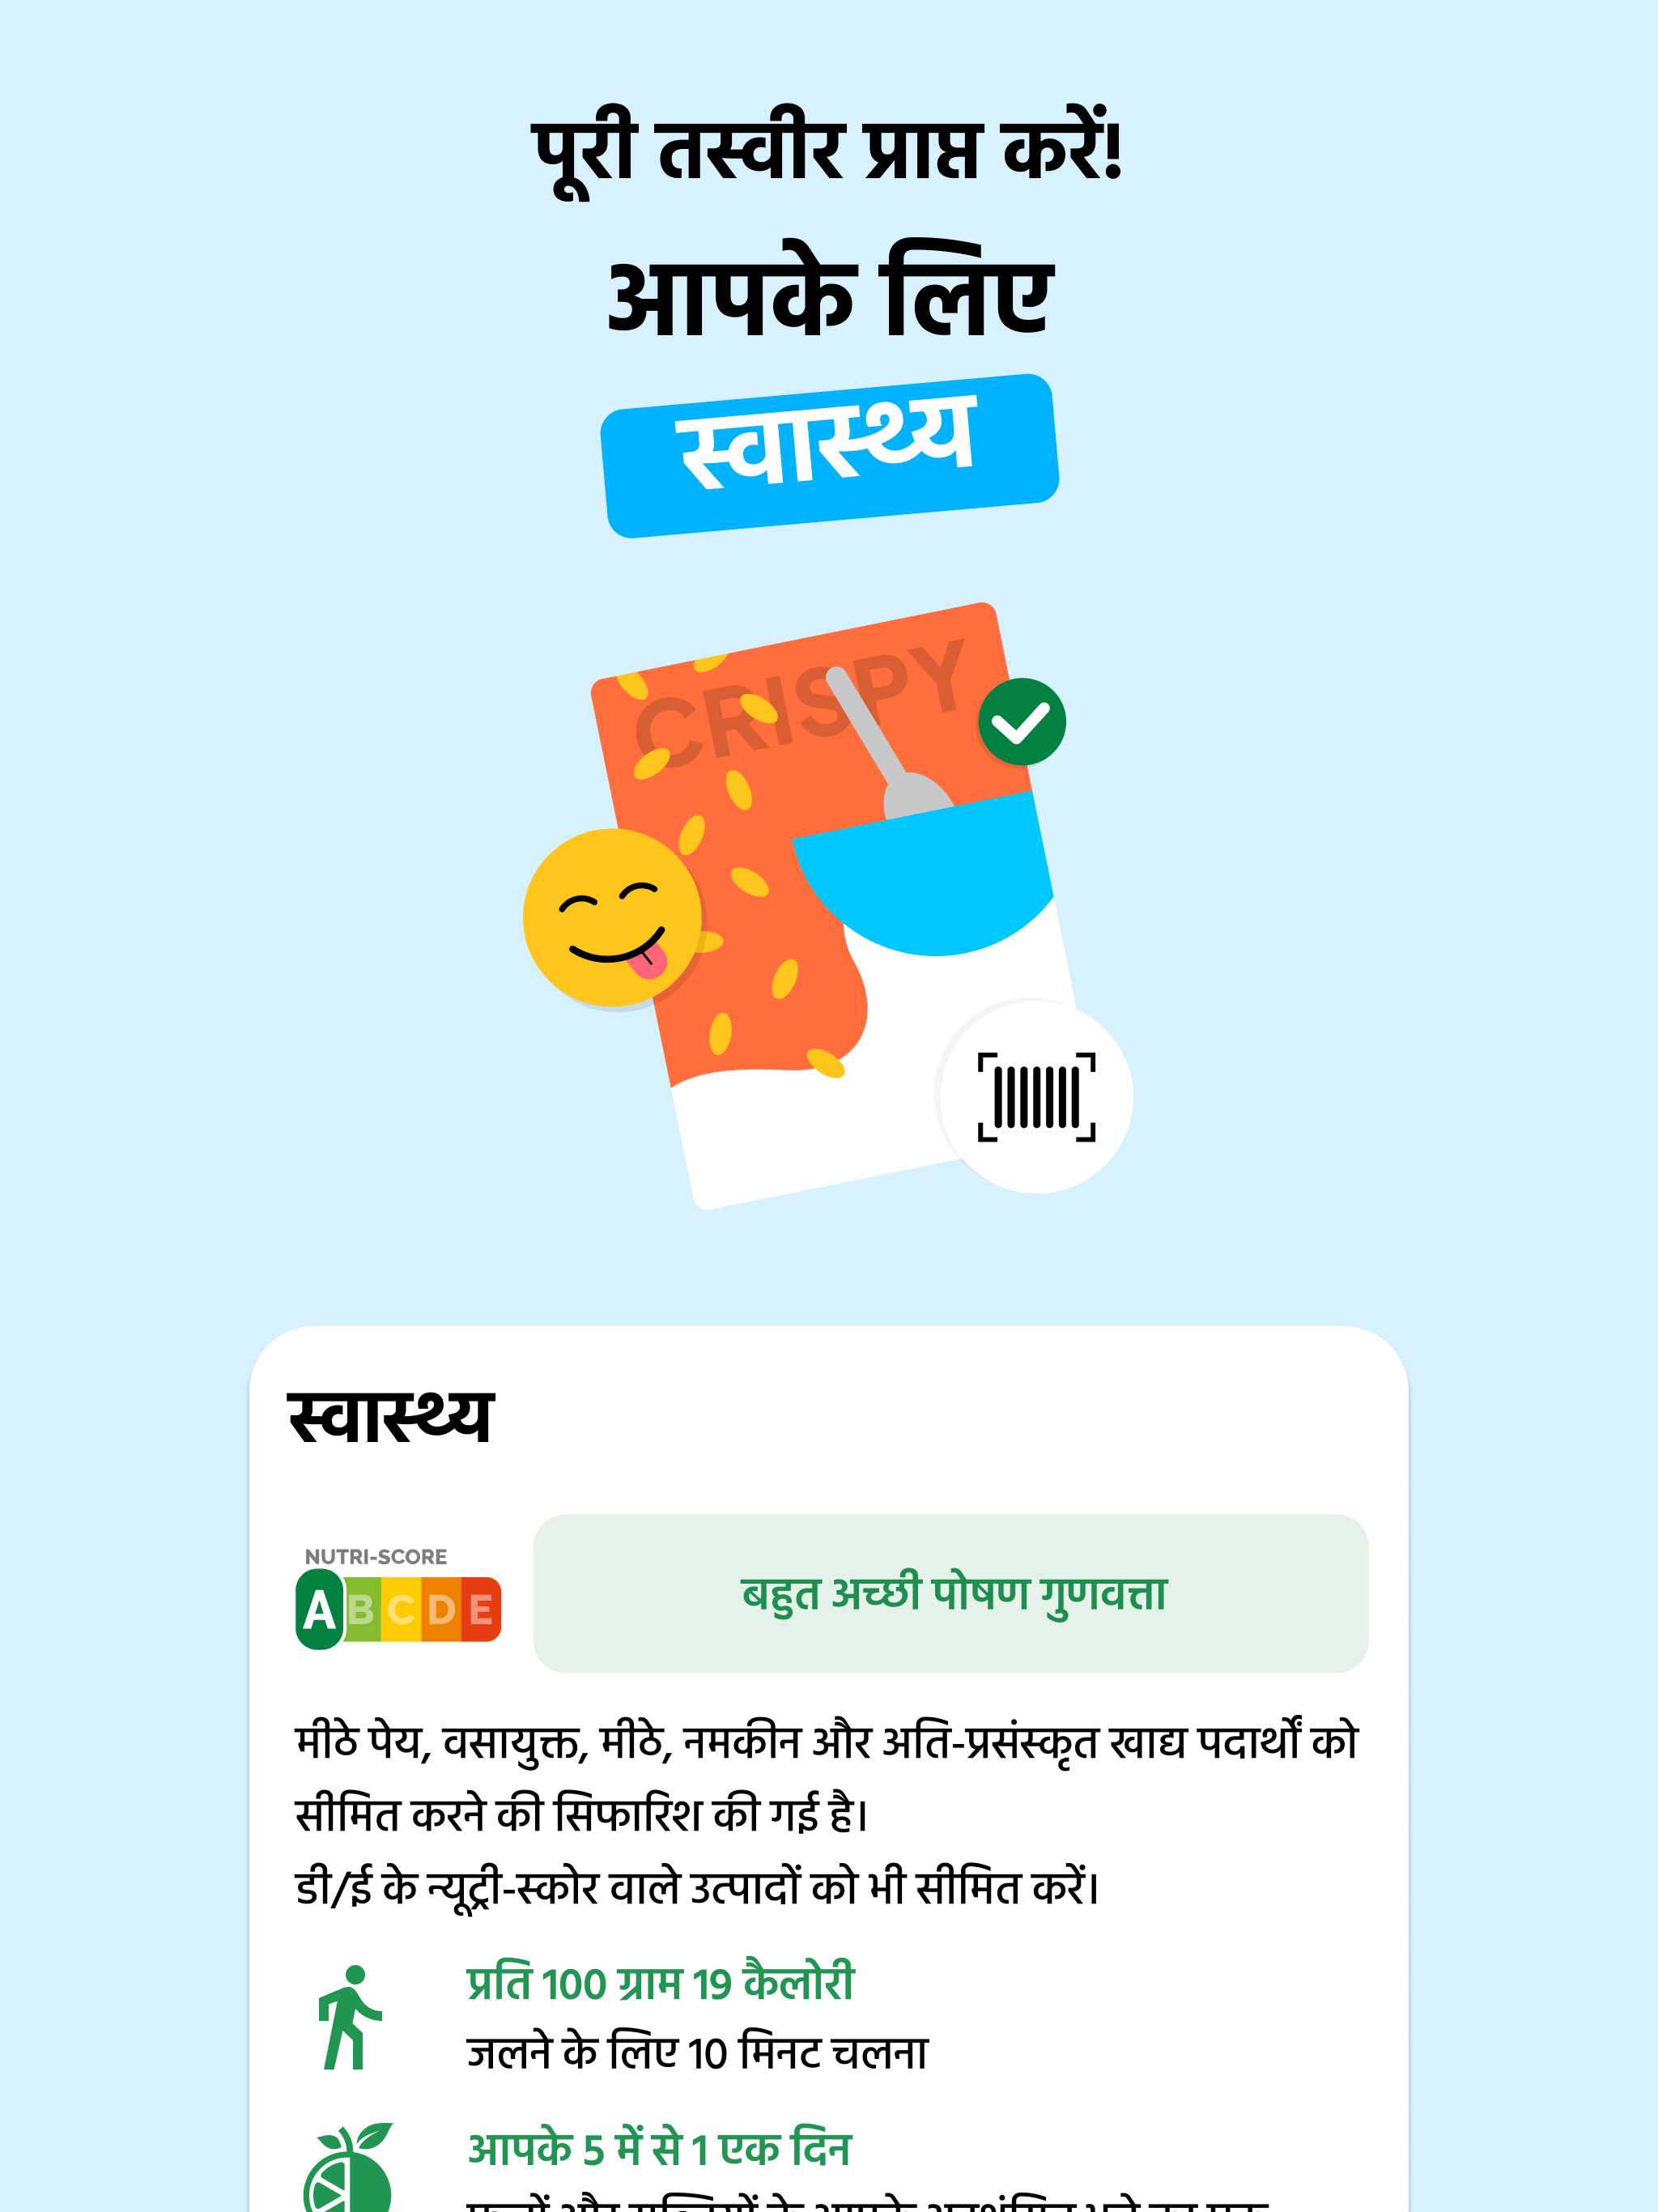 पूरी तस्वीर प्राप्त करें!
आपके लिए
स्वास्थ्य
CRISPY
स्वास्थ्य
NUTRI-SCORE
A B C D E
बहुत अच्छी पोषण गुणवत्ता
मीठे पेय, वसायुक्त, मीठे, नमकीन और अति-प्रसंस्कृत खाद्य पदार्थों को
सीमित करने की सिफारिश की गई है।
डी/ई के न्यूट्री-स्कोर वाले उत्पादों को भी सीमित करें।
प्रति 100 ग्राम 19 कैलोरी
जलने के लिए 10 मिनट चलना
आपके 5 में से 1 एक दिन